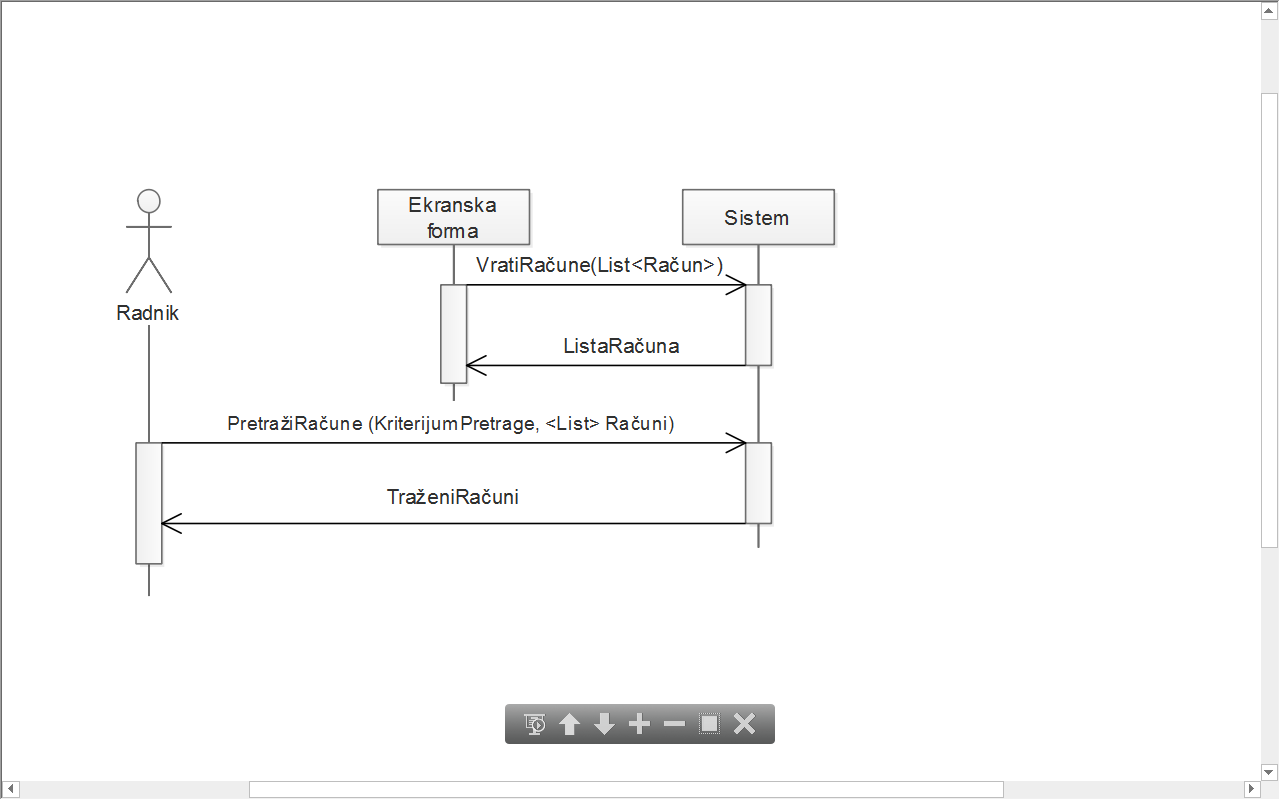 Ekranska
forma
Sistem
VratiRačune(List<Račun>)
Radnik
ListaRačuna
PretražiRačune (KriterijumPretrage, <List> Računi)
TraženiRačuni